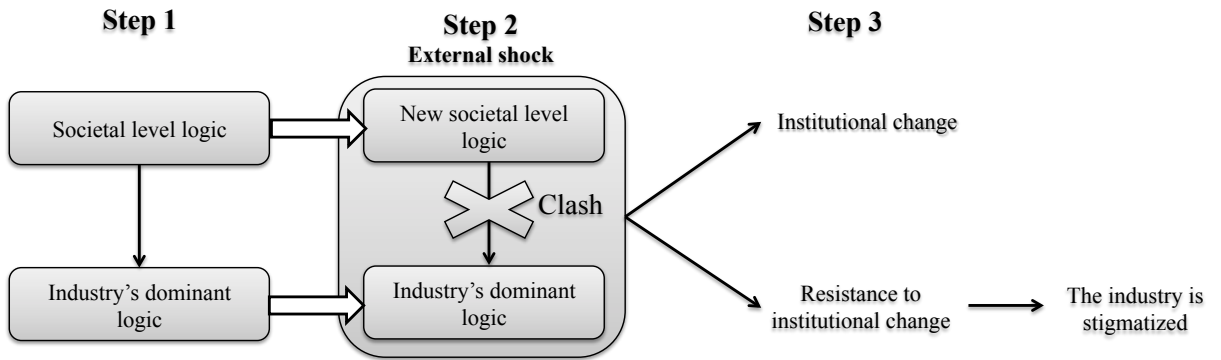 Step 1
Step 2
External shock
Step 3
Societal level logic
New societal level
logic
Clash
Institutional change
Industry’s dominant
logic
Industry’s dominant
logic
Resistance to
institutional change
The industry is
stigmatized